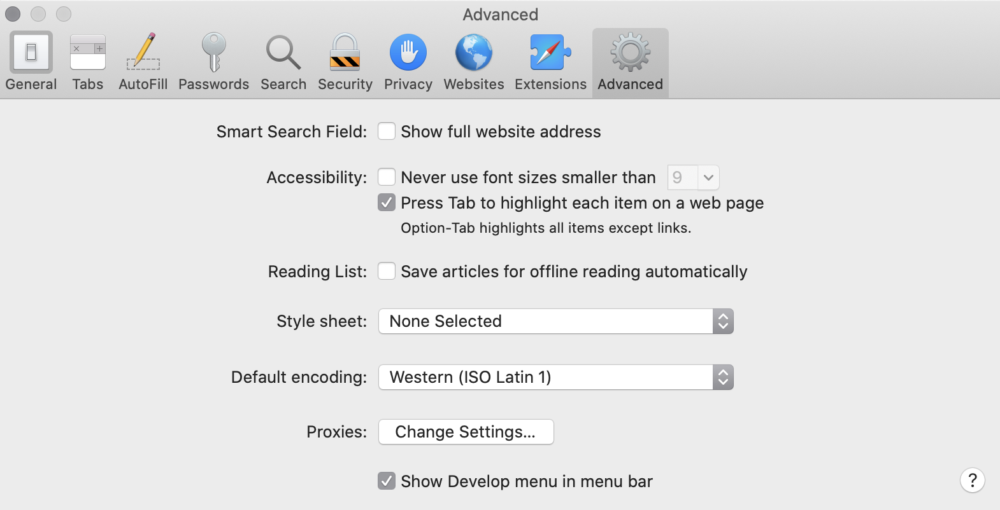 Advanced
General Tabs AutoFill Passwords Search Security Privacy Websites Extensions Advanced
Smart Search Field: Show full website address
Accessibility: Never use font sizes smaller than 9
Press Tab to highlight each item on a web page
Option-Tab highlights all items except links.
Reading List: Save articles for offline reading automatically
Style sheet: None Selected
Default encoding: Western (ISO Latin 1)
Proxies: Change Settings...
Show Develop menu in menu bar
?